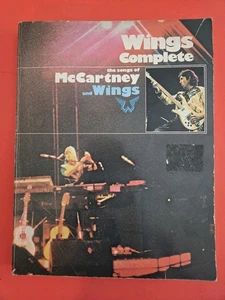 Wings
Complete
the songs of
McCartney
and Wings